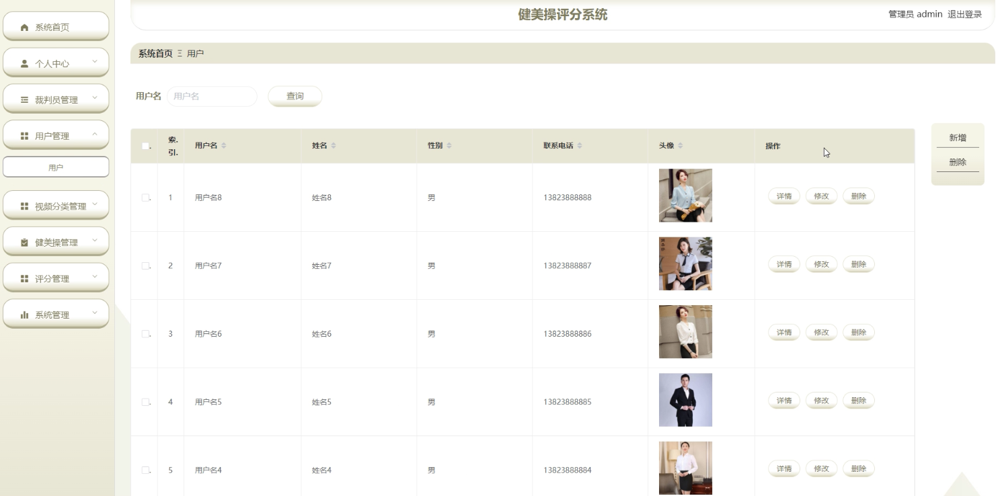 健美操评分系统
管理员 admin 退出登录
系统首页
个人中心
裁判员管理
用户管理
用户
视频分类管理
健美操管理
评分管理
系统管理
系统首页 Ξ 用户
用户名 用户名 查询
索. 引. 用户名 姓名 性别 联系电话 头像 操作
1 用户名8 姓名8 男 13823888888 详情 修改 删除
2 用户名7 姓名7 男 13823888887 详情 修改 删除
3 用户名6 姓名6 男 13823888886 详情 修改 删除
4 用户名5 姓名5 男 13823888885 详情 修改 删除
5 用户名4 姓名4 男 13823888884 详情 修改 删除
新增
删除